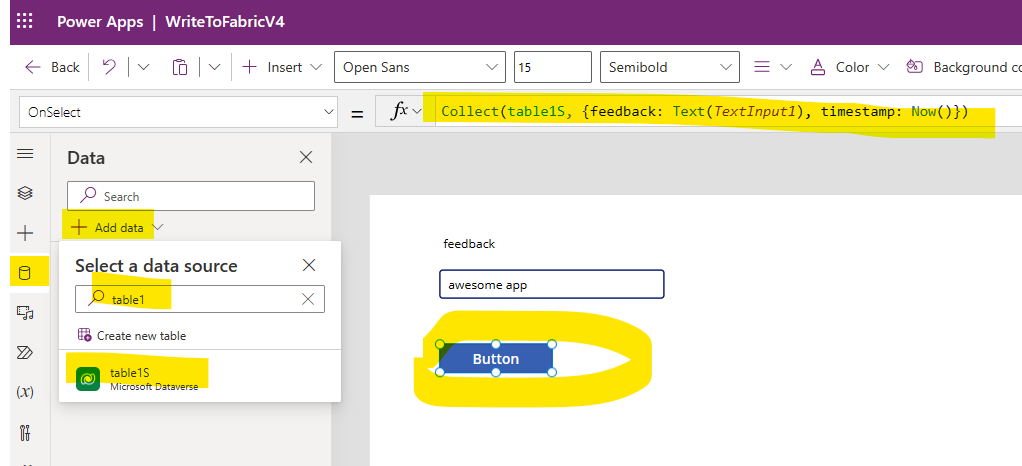 Power Apps | WriteToFabricV4
Back Insert Open Sans 15 Semibold Color Background co
OnSelect = fx Collect(table1S, {feedback: Text(TextInput1), timestamp: Now()})
Data
Search
Add data
Select a data source
table1
Create new table
table1S
Microsoft Dataverse
(x)
feedback
awesome app
Button